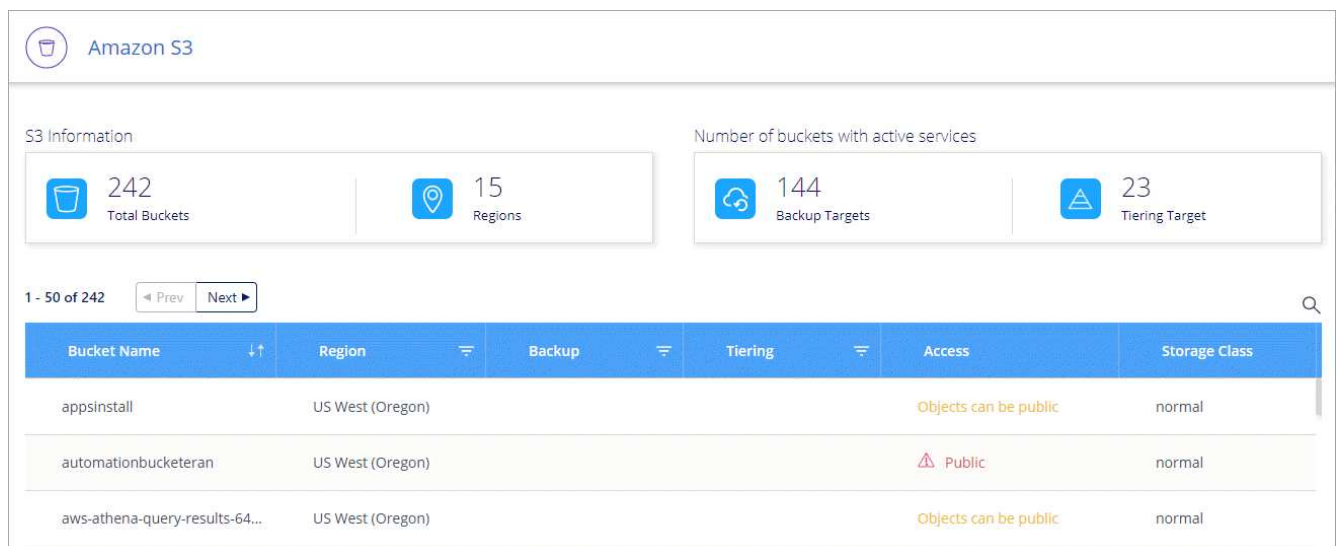 Amazon S3
S3 Information
Number of buckets with active services
242
Total Buckets
15
Regions
144
Backup Targets
23
Tiering Target
1 - 50 of 242 ◄ Prev Next ►
Bucket Name Region Backup Tiering Access Storage Class
appsinstall US West (Oregon) Objects can be public normal
automationbucketeran US West (Oregon) Public normal
aws-athena-query-results-64... US West (Oregon) Objects can be public normal